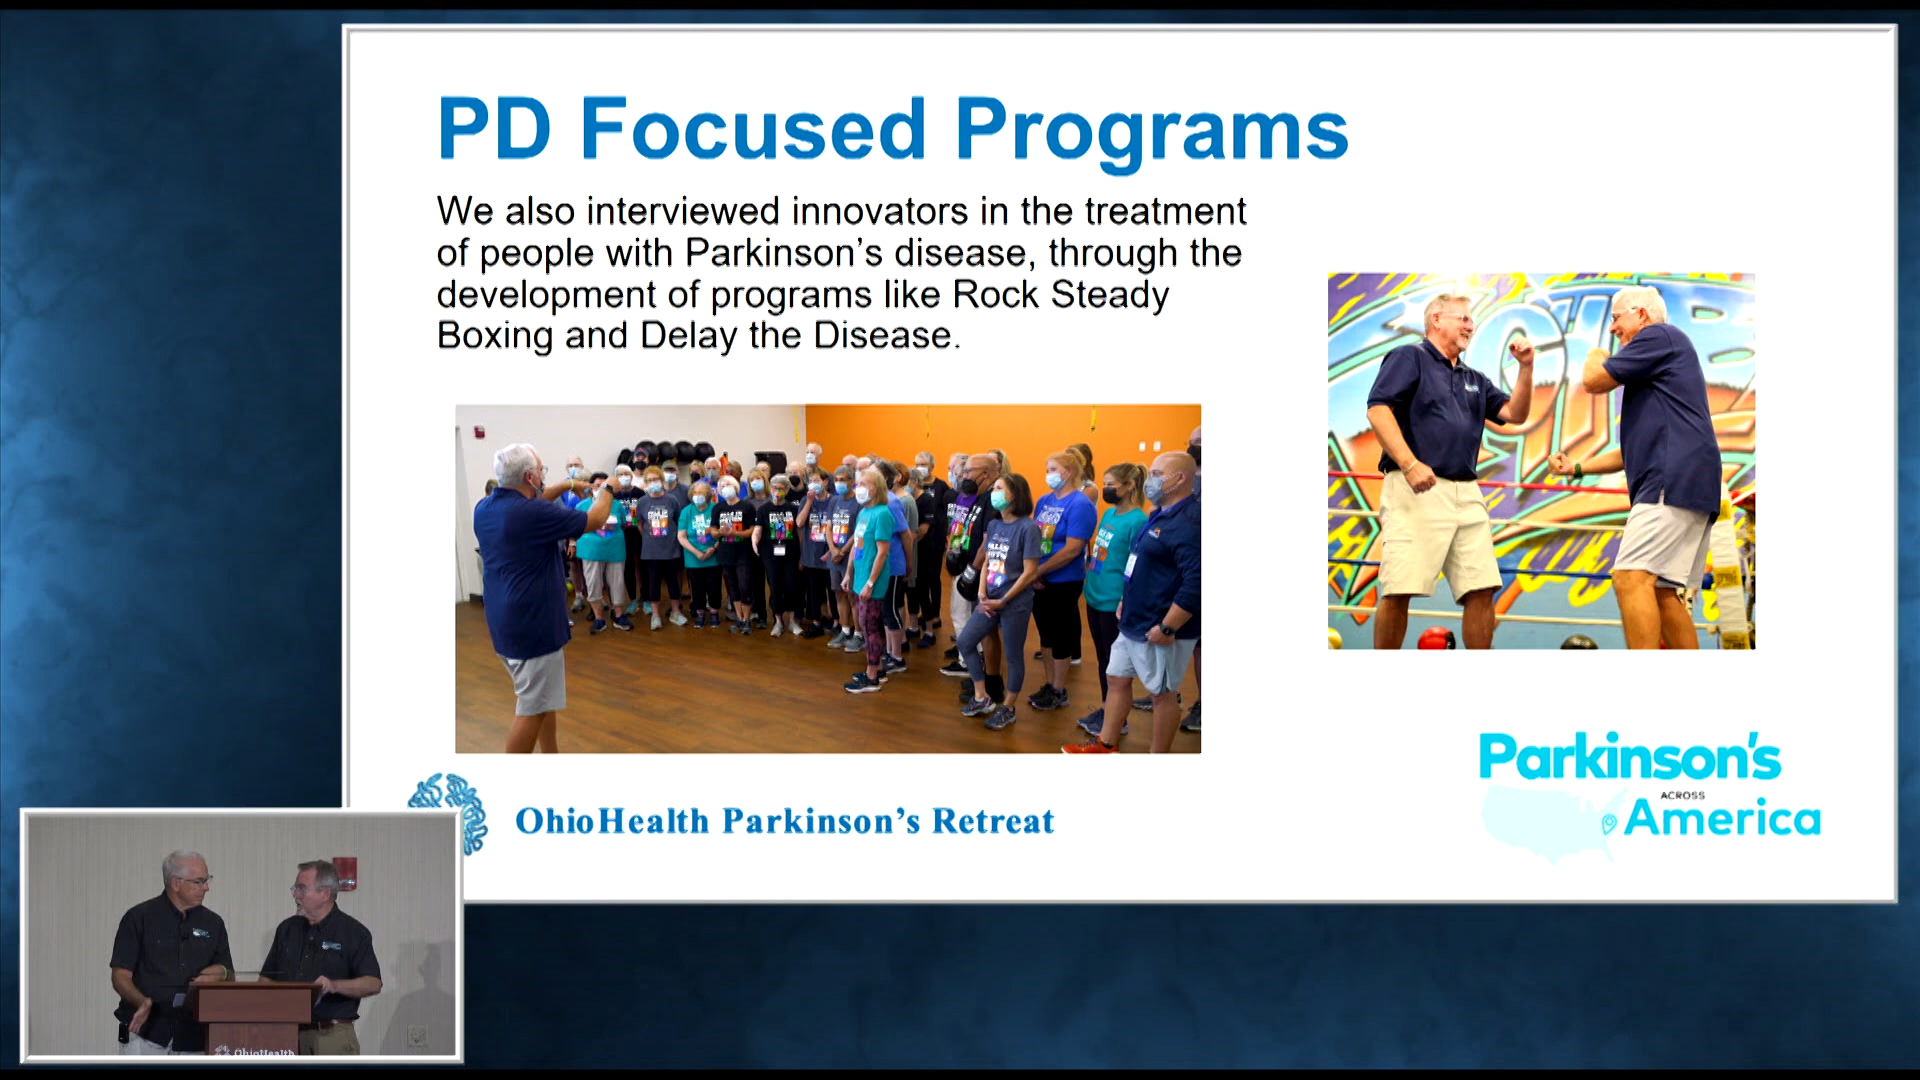 PD Focused Programs
We also interviewed innovators in the treatment
of people with Parkinson’s disease, through the
development of programs like Rock Steady
Boxing and Delay the Disease.
OhioHealth Parkinson’s Retreat
Parkinson's
ACROSS
America
OhioHealth